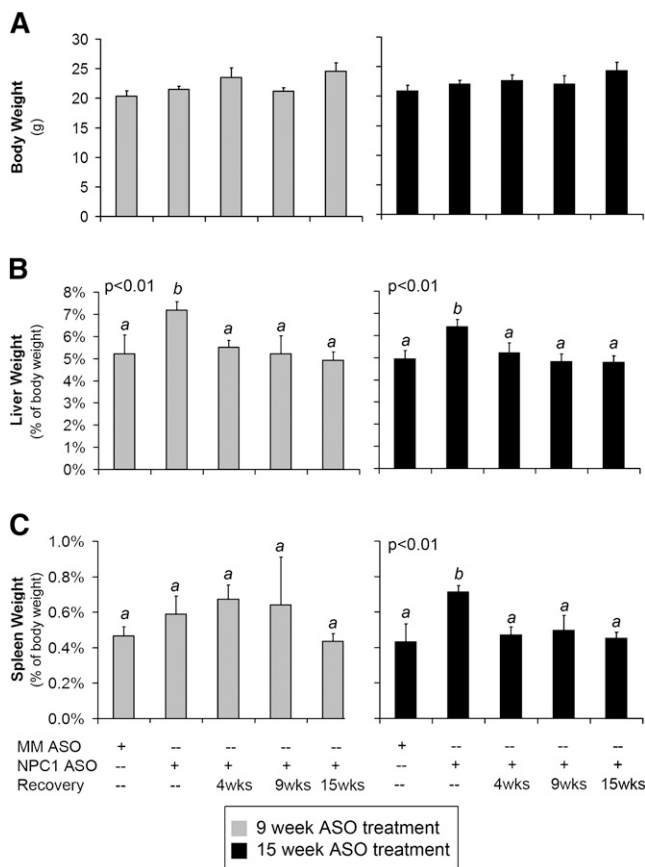 A
Body Weight
(g)
30
25
20
15
10
5
0
B
Liver Weight
(% of body weight)
8%
7%
6%
5%
4%
3%
2%
1%
0%
p<0.01
a
b
a
a
a
p<0.01
a
b
a
a
a
C
Spleen Weight
(% of body weight)
1.0%
0.8%
0.6%
0.4%
0.2%
0.0%
a
a
a
a
a
p<0.01
a
b
a
a
a
MM ASO + -- -- -- -- + -- -- -- --
NPC1 ASO -- + + + + -- + + + +
Recovery -- -- 4wks 9wks 15wks -- -- 4wks 9wks 15wks
9 week ASO treatment
15 week ASO treatment